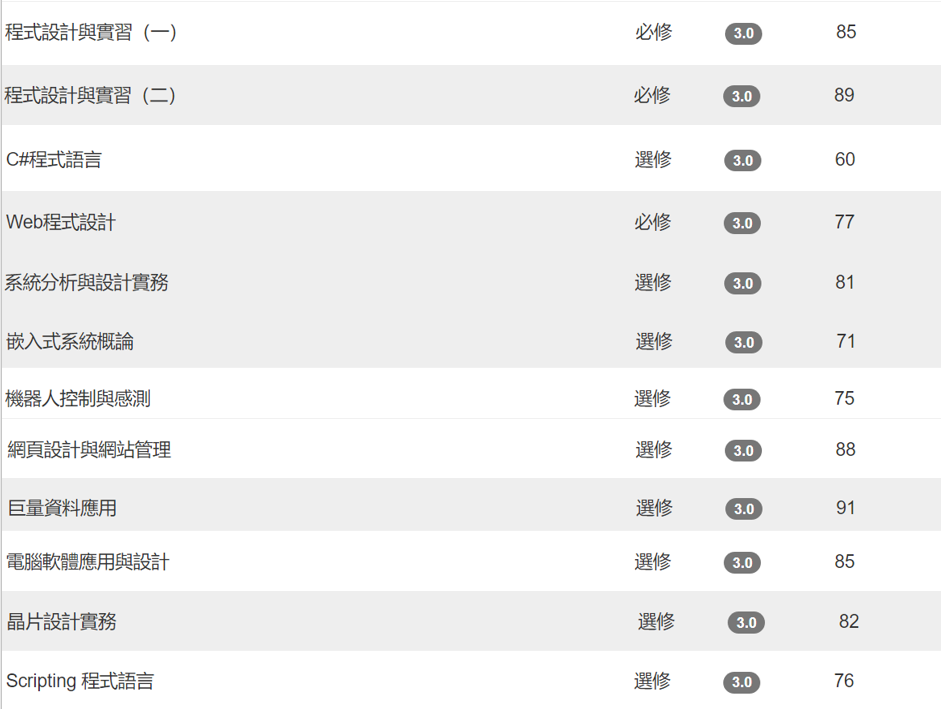 程式設計與實習（一） 必修 3.0 85
程式設計與實習（二） 必修 3.0 89
C#程式語言 選修 3.0 60
Web程式設計 必修 3.0 77
系統分析與設計實務 選修 3.0 81
嵌入式系統概論 選修 3.0 71
機器人控制與感測 選修 3.0 75
網頁設計與網站管理 選修 3.0 88
巨量資料應用 選修 3.0 91
電腦軟體應用與設計 選修 3.0 85
晶片設計實務 選修 3.0 82
Scripting 程式語言 選修 3.0 76